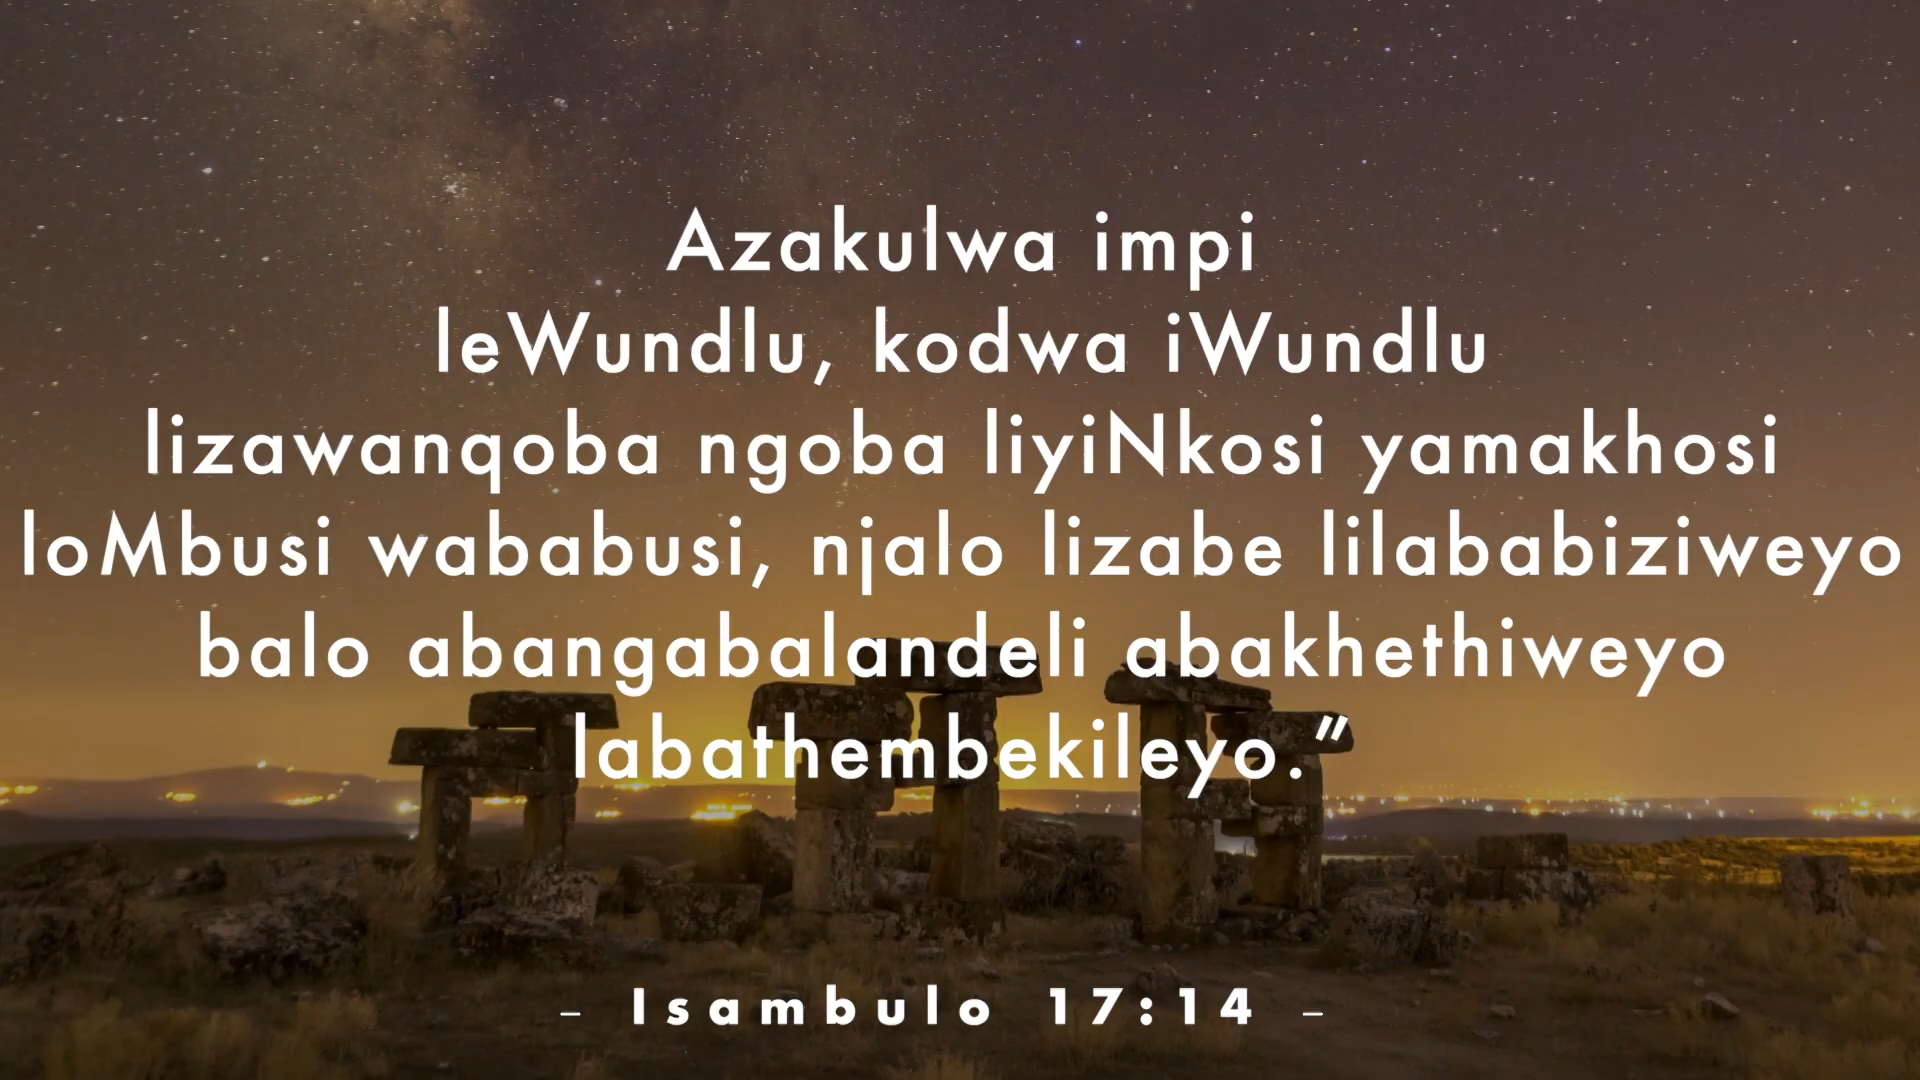 Azakulwa impi
leWundlu, kodwa iWundlu
lizawanqoba ngoba liyiNkosi yamakhosi
loMbusi wababusi, njalo lizabe lilababiziweyo
balo abangabalandeli abakhethiweyo
labathembekileyo.”
– Isambulo 17:14 –